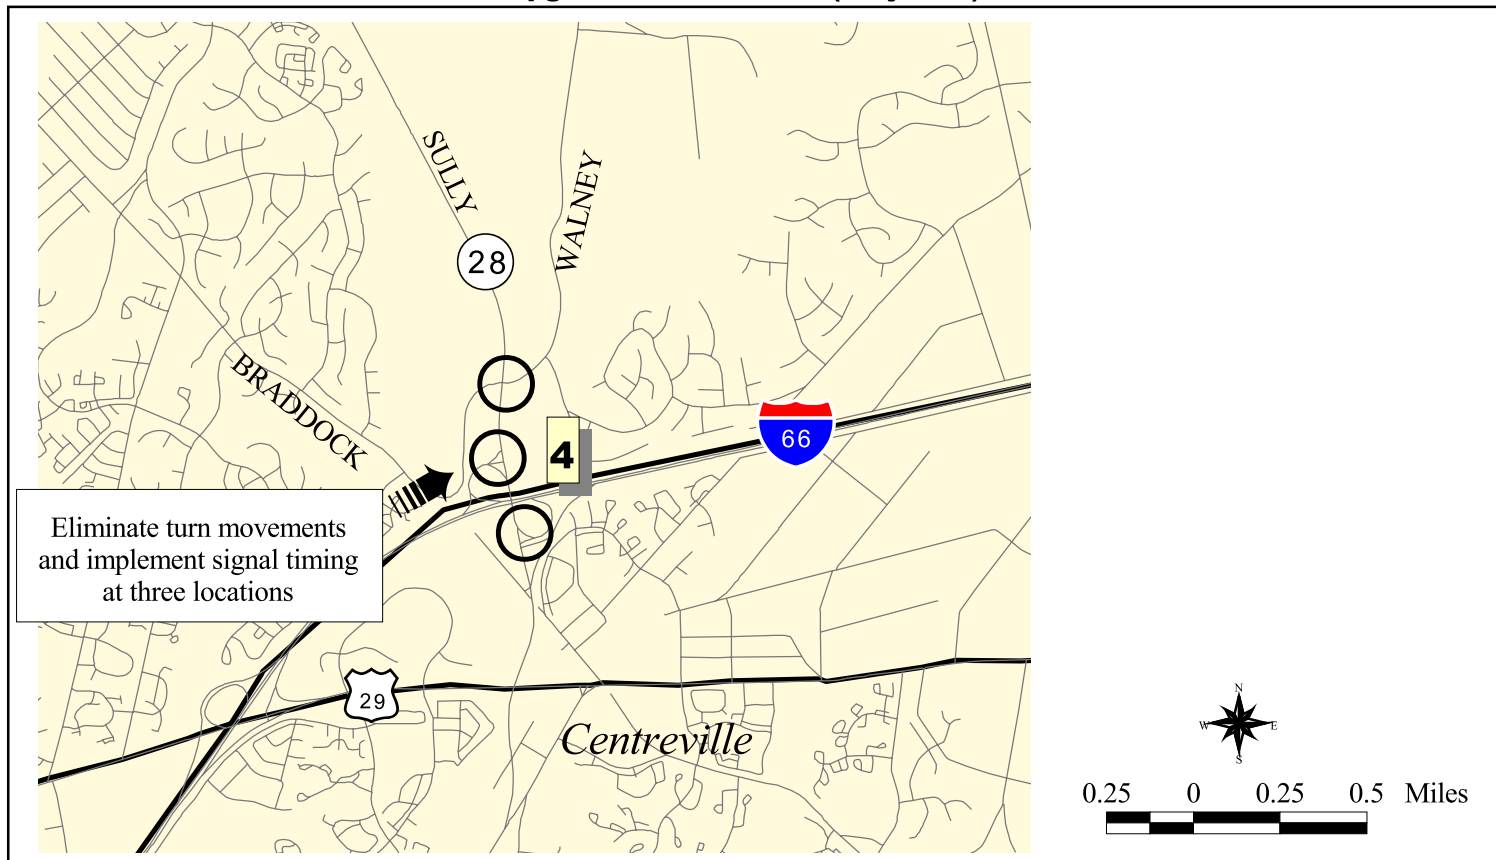 SULLY
WALNEY
28
BRADDOCK
4
66
Eliminate turn movements
and implement signal timing
at three locations
29
Centreville
N
W E
S
0.25 0 0.25 0.5 Miles